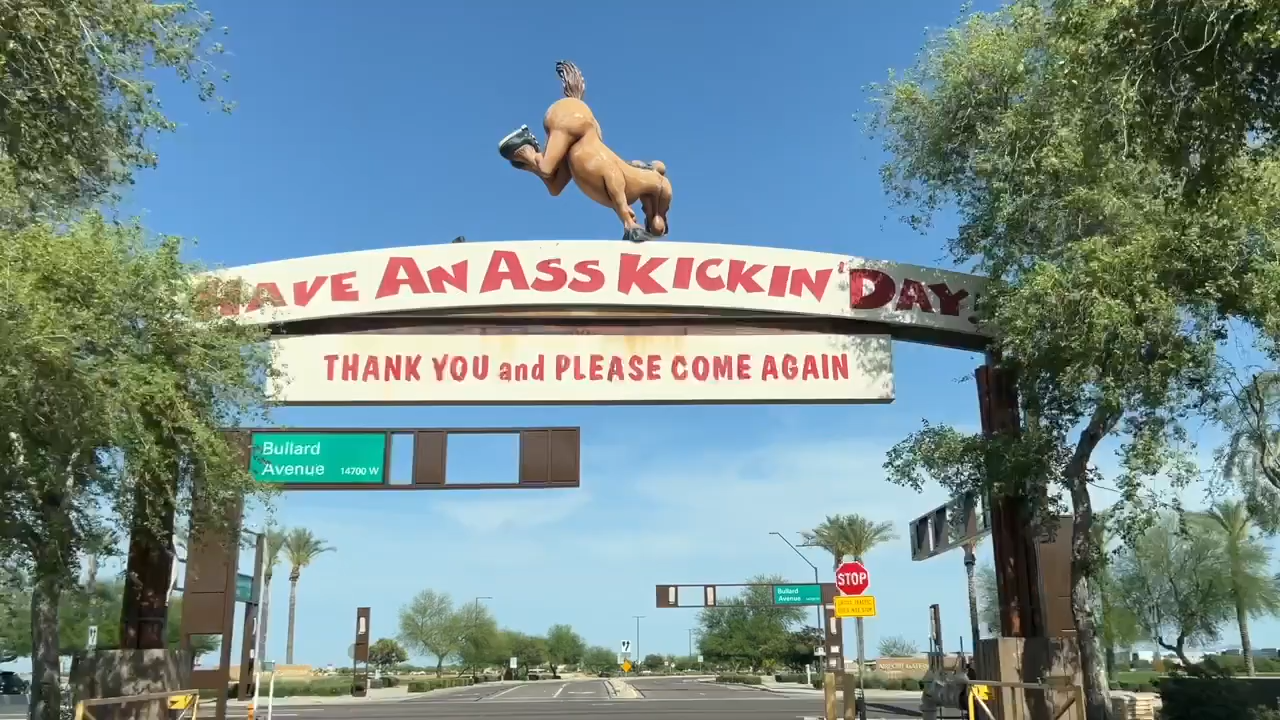 HAVE AN ASS KICKIN' DAY!
THANK YOU and PLEASE COME AGAIN
Bullard
Avenue 14700 W
Bullard
Avenue
STOP